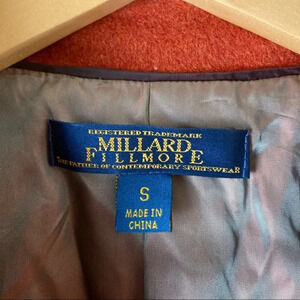 REGISTERED TRADEMARK
MILLARD
FILLMORE
THE FATHER OF CONTEMPORARY SPORTSWEAR
S
MADE IN
CHINA